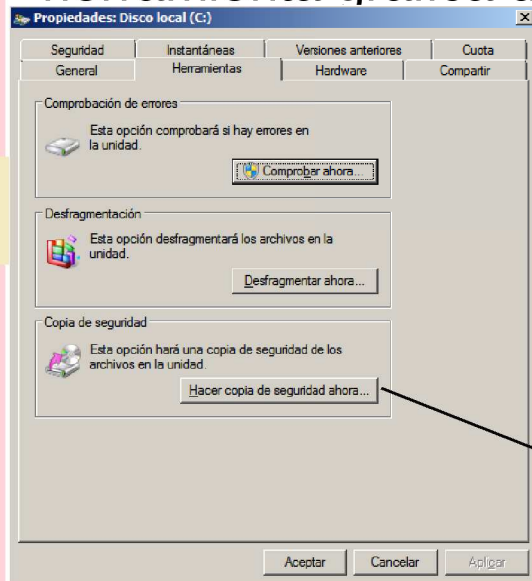 Propiedades: Disco local (C:)
Seguridad Instantáneas Versiones anteriores Cuota
General Herramientas Hardware Compartir
Comprobación de errores
Esta opción comprobará si hay errores en
la unidad.
Comprobar ahora...
Desfragmentación
Esta opción desfragmentará los archivos en la
unidad.
Desfragmentar ahora...
Copia de seguridad
Esta opción hará una copia de seguridad de los
archivos en la unidad.
Hacer copia de seguridad ahora...
Aceptar Cancelar Aplicar